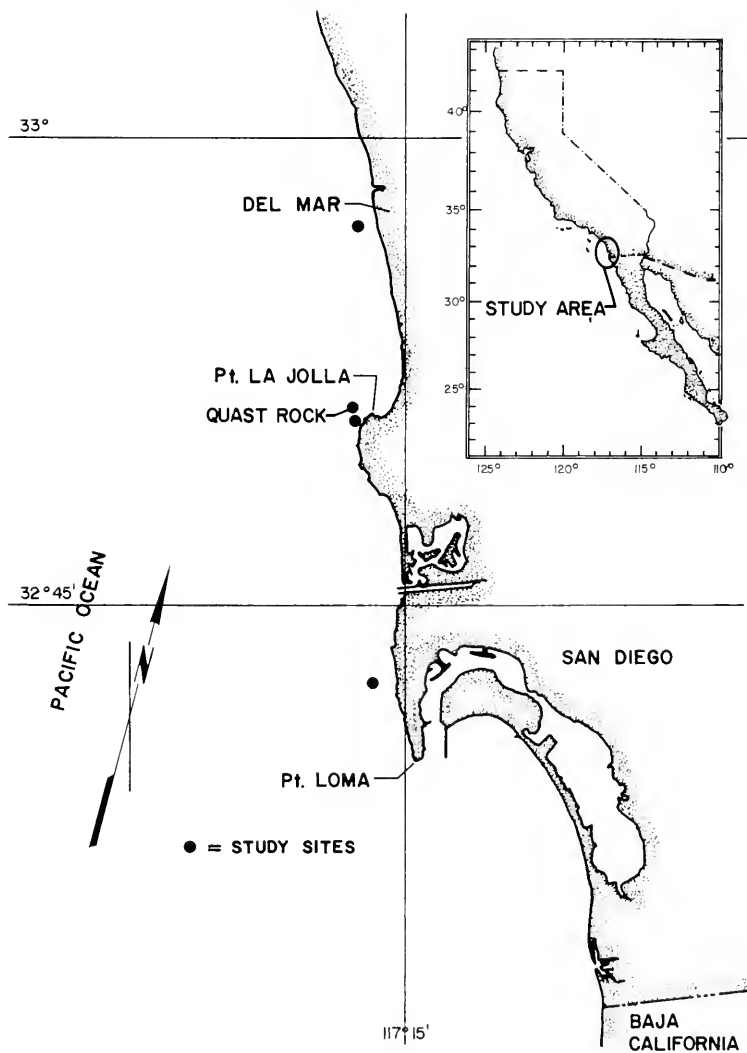 33°
DEL MAR
Pt. LA JOLLA
QUAST ROCK
32°45'
PACIFIC OCEAN
N
SAN DIEGO
Pt. LOMA
● = STUDY SITES
117°15'
BAJA
CALIFORNIA
40°
35°
30°
25°
STUDY AREA
125°
120°
115°
110°